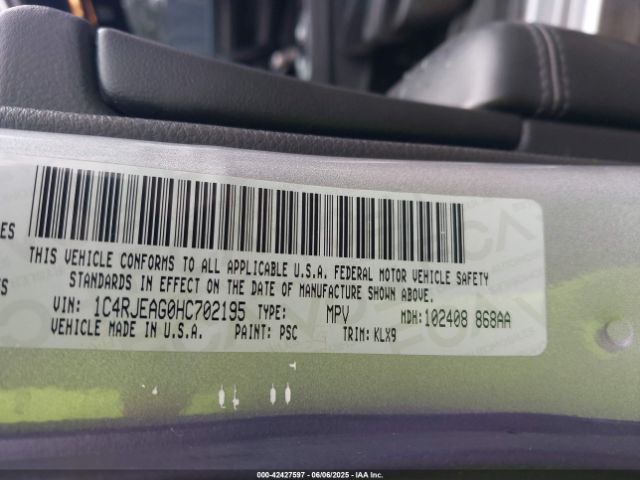 ES
THIS VEHICLE CONFORMS TO ALL APPLICABLE U.S.A. FEDERAL MOTOR VEHICLE SAFETY
ES
STANDARDS IN EFFECT ON THE DATE OF MANUFACTURE SHOWN ABOVE.
VIN: 1C4RJEAG0HC702195 TYPE: MPV MDH:102408 868AA
VEHICLE MADE IN U.S.A. PAINT: PSC TRIM: KLX9
000-42427597 - 06/06/2025 - IAA Inc.